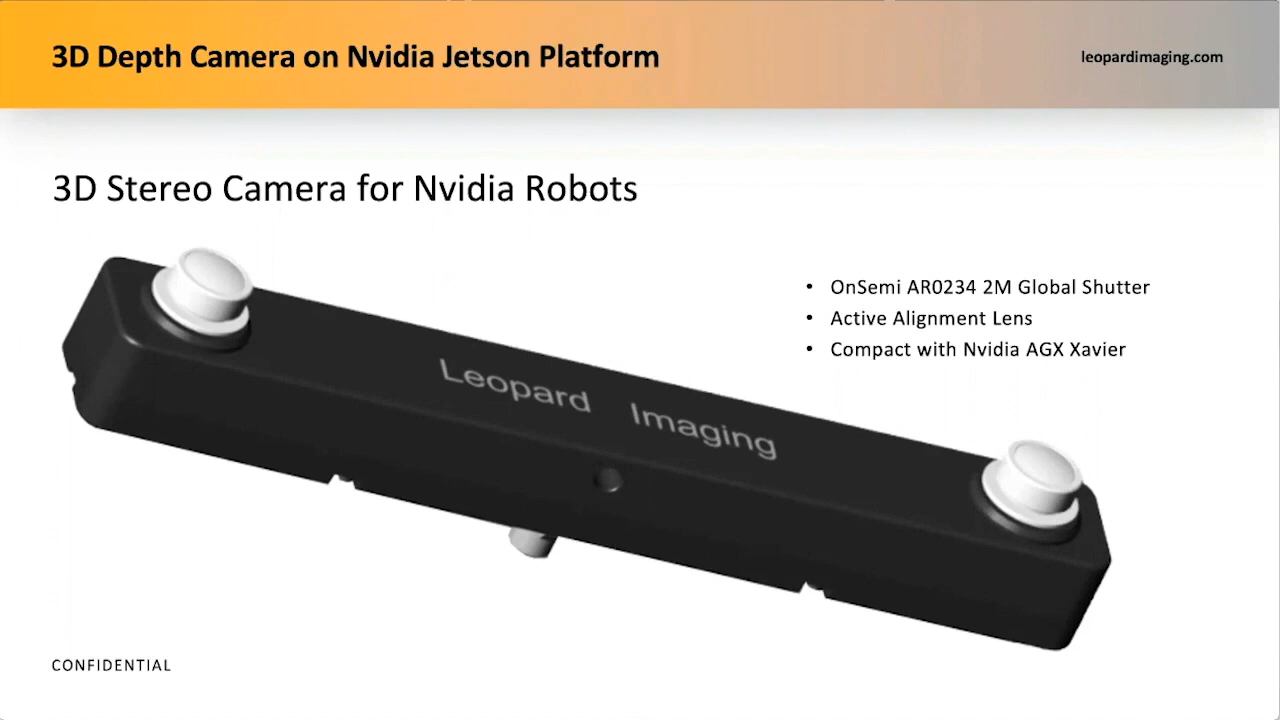 3D Depth Camera on Nvidia Jetson Platform
leopardimaging.com
3D Stereo Camera for Nvidia Robots
• OnSemi AR0234 2M Global Shutter
• Active Alignment Lens
• Compact with Nvidia AGX Xavier
Leopard Imaging
CONFIDENTIAL